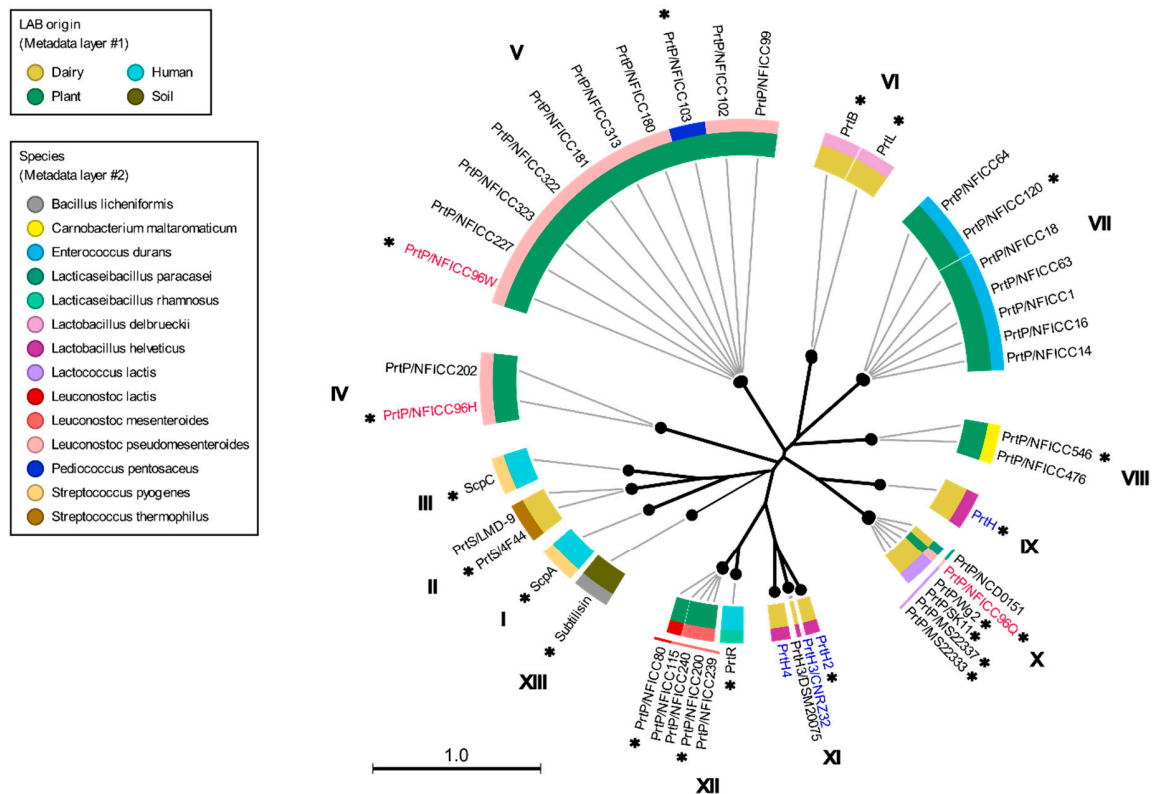 LAB origin
(Metadata layer #1)
Dairy
Human
Plant
Soil
Species
(Metadata layer #2)
Bacillus licheniformis
Carnobacterium maltaromaticum
Enterococcus durans
Lacticaseibacillus paracasei
Lacticaseibacillus rhamnosus
Lactobacillus delbrueckii
Lactobacillus helveticus
Lactococcus lactis
Leuconostoc lactis
Leuconostoc mesenteroides
Leuconostoc pseudomesenteroides
Pediococcus pentosaceus
Streptococcus pyogenes
Streptococcus thermophilus
V
* PrtP/NFICC96W
PrtP/NFICC227
PrtP/NFICC323
PrtP/NFICC322
PrtP/NFICC181
PrtP/NFICC313
PrtP/NFICC180
* PrtP/NFICC103
PrtP/NFICC102
PrtP/NFICC99
VI
PrtB *
PrtL *
VII
PrtP/NFICC64
PrtP/NFICC120 *
PrtP/NFICC18
PrtP/NFICC63
PrtP/NFICC1
PrtP/NFICC16
PrtP/NFICC14
VIII
PrtP/NFICC546 *
PrtP/NFICC476
IX
PrtH *
X
PrtP/NCD0151
PrtP/NFICC96Q *
PrtP/Wg2 *
PrtP/SK11 *
PrtP/MS22337 *
PrtP/MS22333 *
XI
PrtH2
PrtH3/CNRZ32 *
PrtH3/DSM20075
PrtH4
XII
PrtR *
PrtP/NFICC239
PrtP/NFICC200
PrtP/NFICC240 *
PrtP/NFICC115
PrtP/NFICC80 *
XIII
Subtilisin *
I
ScpA *
II
PrtS/4F44 *
PrtS/LMD-9
III
ScpC *
IV
PrtP/NFICC202
* PrtP/NFICC96H
1.0